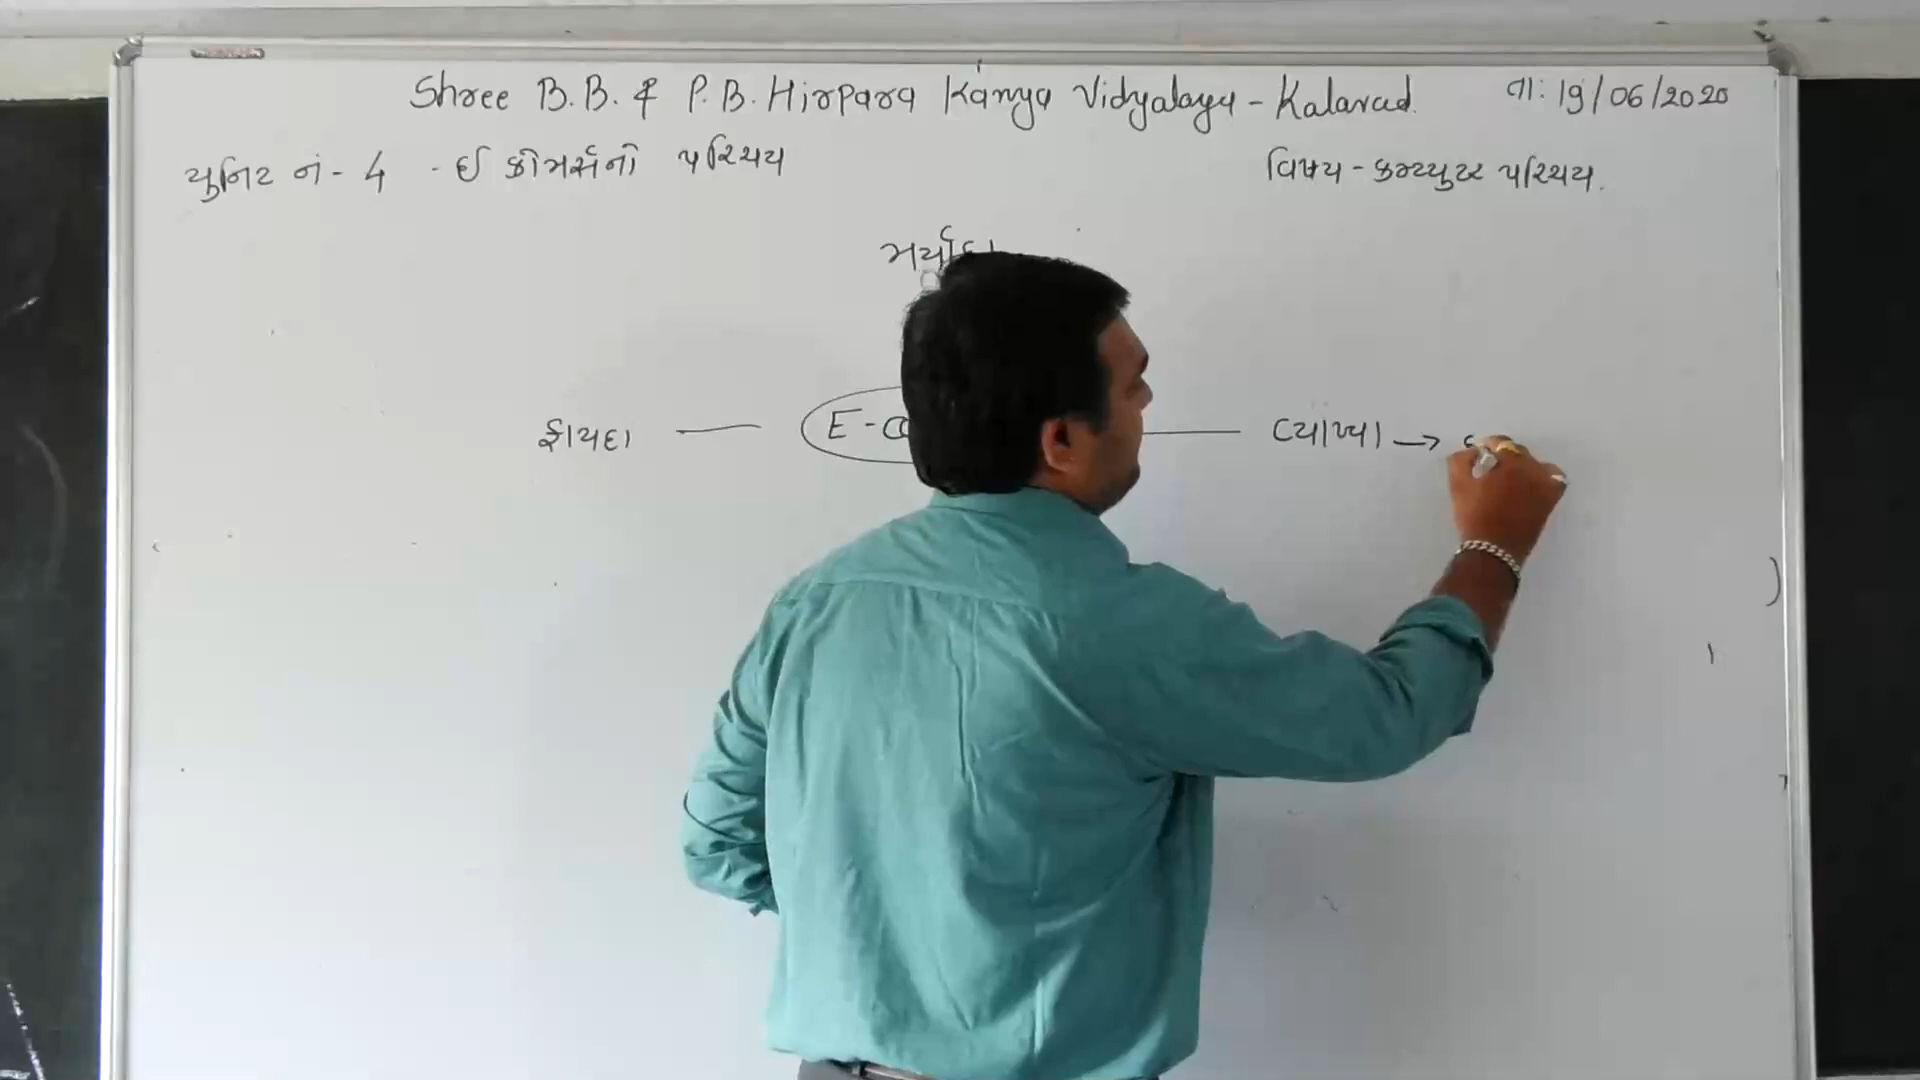 Shree B.B. & P.B. Hirpara Kanya Vidyalaya - Kalavad.
તા: 19/06/2020
યુનિટ નં - 4 - ઈ કોમર્સનો પરિચય
વિષય - કમ્પ્યુટર પરિચય.
મર્યાદા
ફાયદા
E-
વ્યાખ્યા →